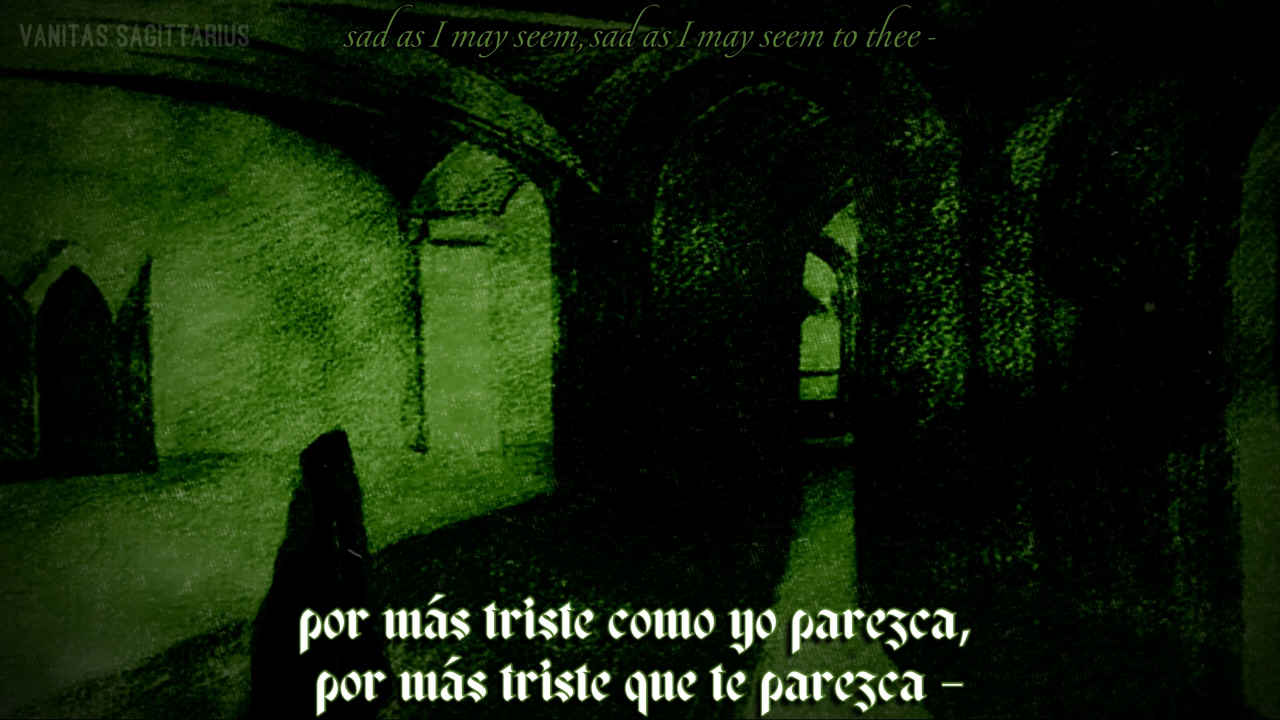 VANITAS SAGITTARIUS
sad as I may seem, sad as I may seem to thee -
por más triste como yo parezca,
por más triste que te parezca -